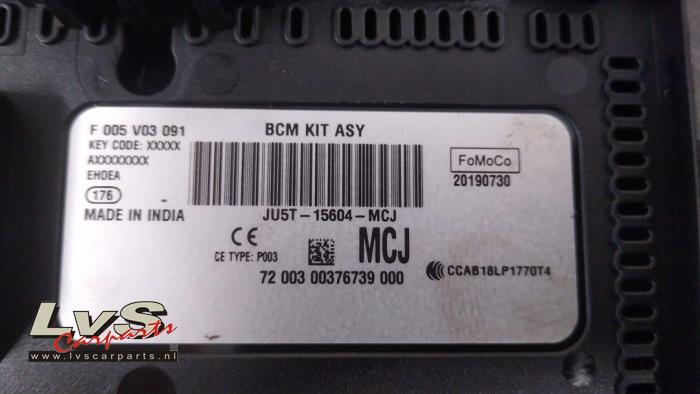 F 005 V03 091
BCM KIT ASY
KEY CODE: XXXXX
AXXXXXXXX
EHOEA
176
MADE IN INDIA
FoMoCo
20190730
JU5T-15604-MCJ
CE
CE TYPE: P003
MCJ
72 003 00376739 000
CCAB18LP1770T4
LvS
Carparts
www.lvscarparts.nl